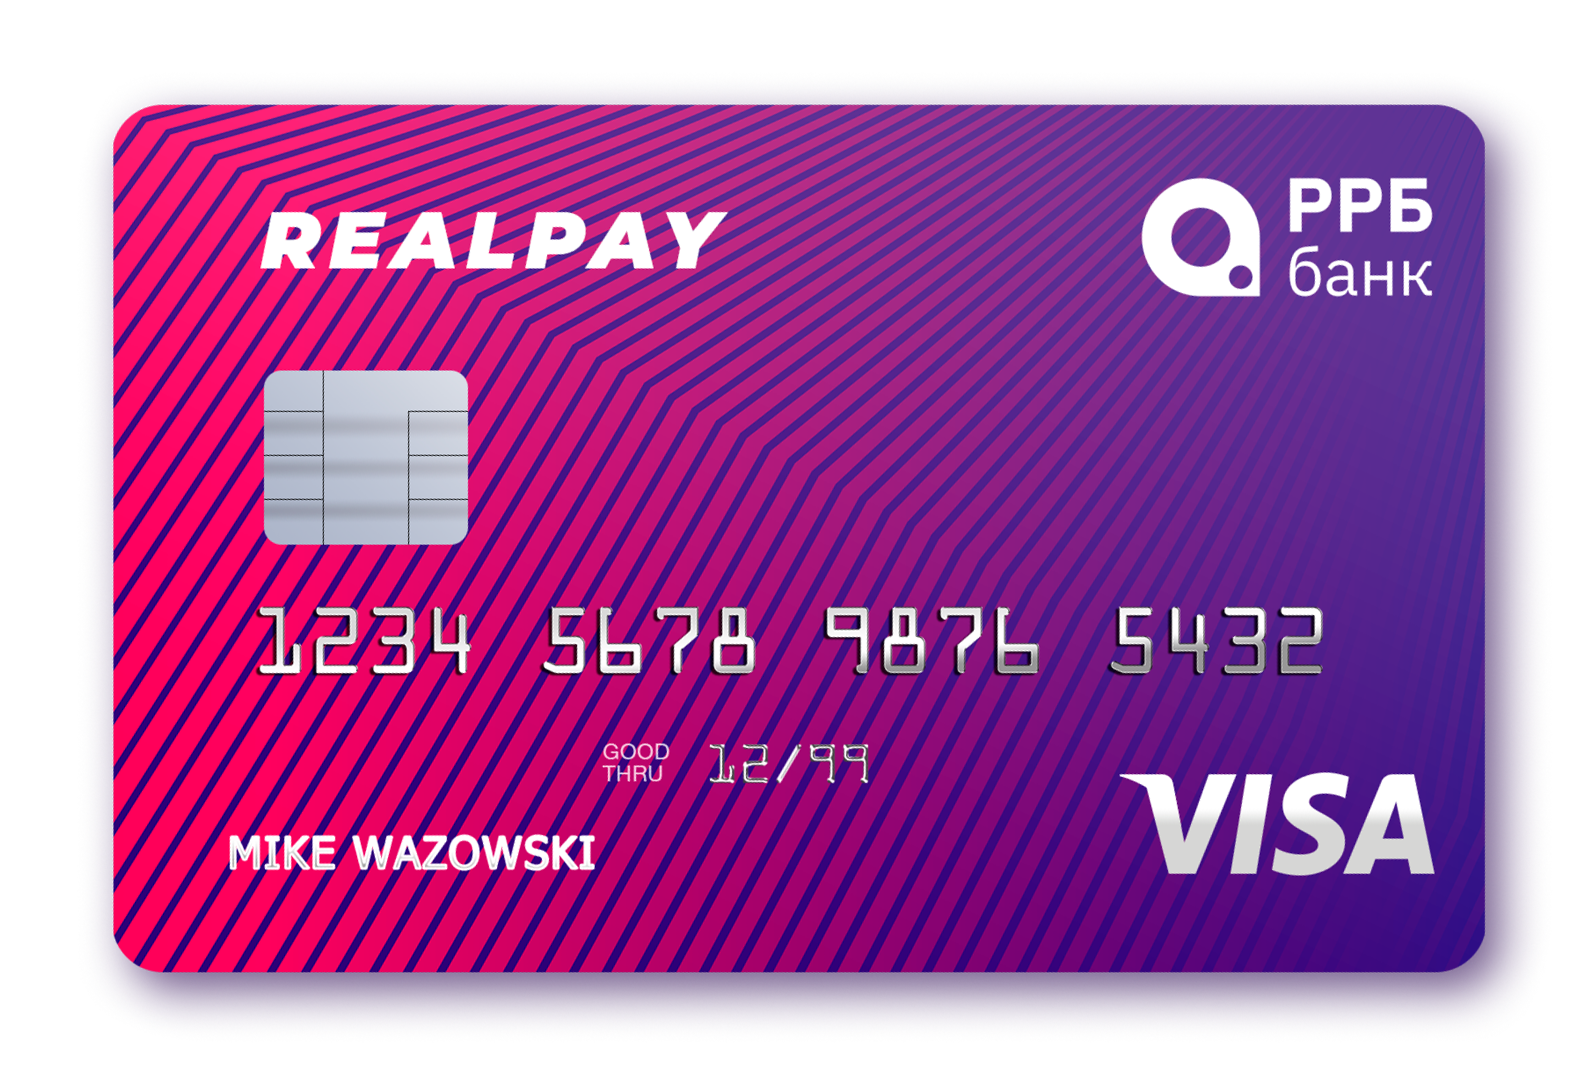 REALPAY
РРБ
банк
1234 5678 9876 5432
GOOD
THRU
12/99
MIKE WAZOWSKI
VISA